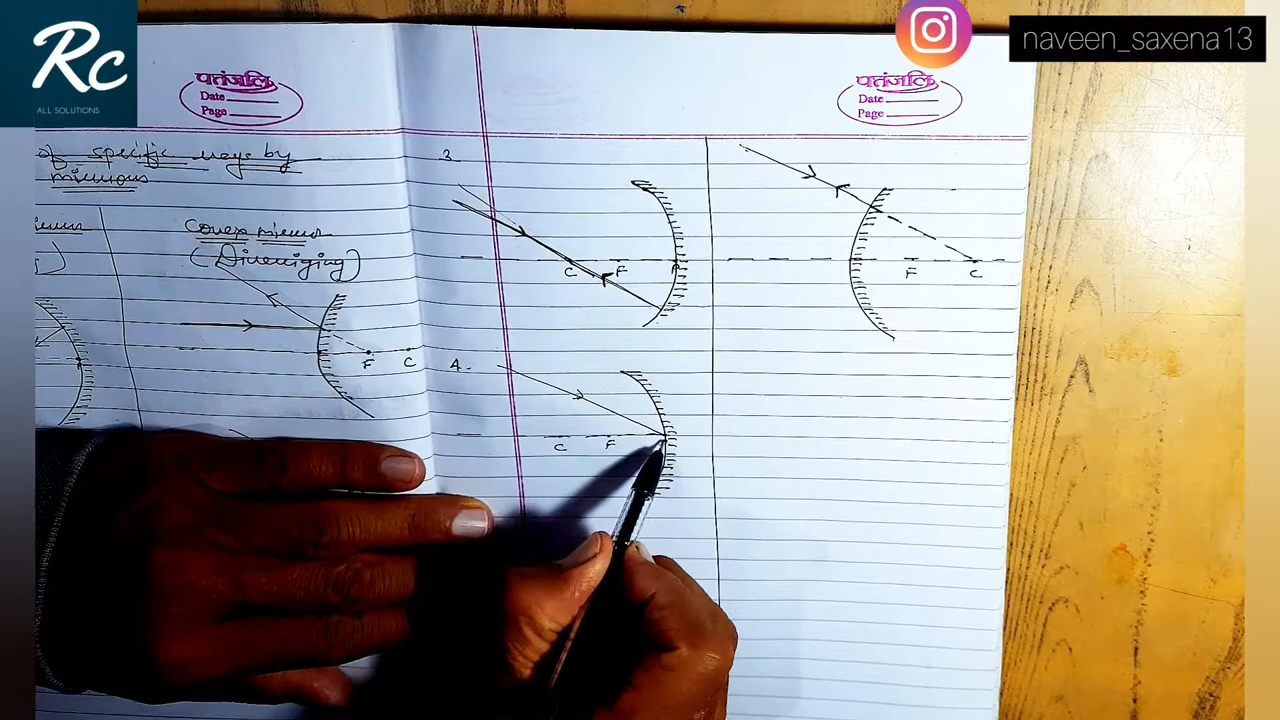 Rc
ALL SOLUTIONS
naveen_saxena13
पतंजलि
Date
Page
पतंजलि
Date
Page
of specific rays by
mirrors
Convex mirror
(Diverging)
F C
3.
C F P
F C
4.
C F